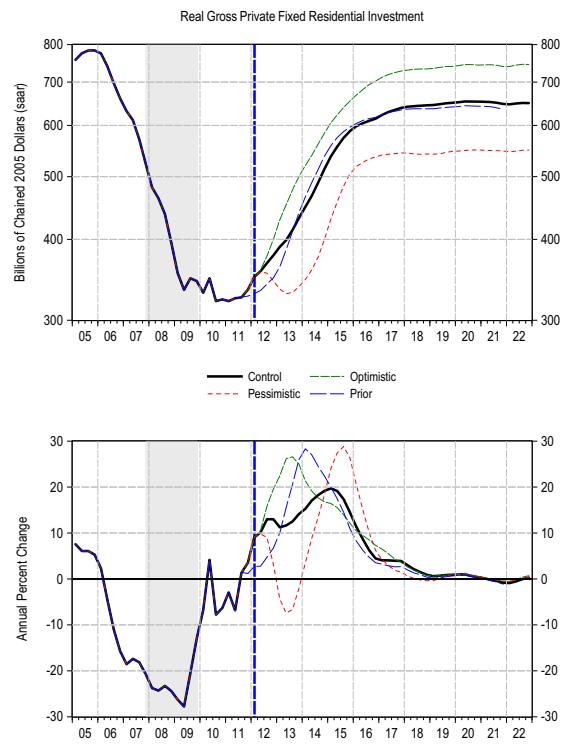 Real Gross Private Fixed Residential Investment
800 800
700 700
600 600
500 500
400 400
300 300
Billions of Chained 2005 Dollars (saar)
05 06 07 08 09 10 11 12 13 14 15 16 17 18 19 20 21 22
Control Optimistic
Pessimistic Prior
30 30
20 20
10 10
0 0
-10 -10
-20 -20
-30 -30
Annual Percent Change
05 06 07 08 09 10 11 12 13 14 15 16 17 18 19 20 21 22